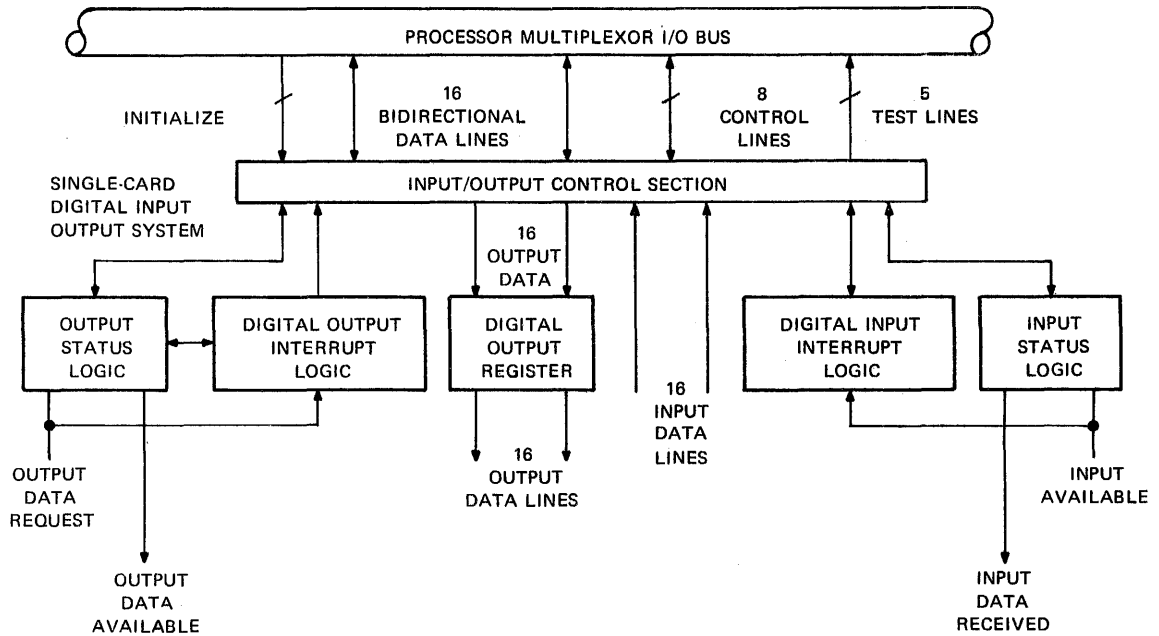 PROCESSOR MULTIPLEXOR I/O BUS
INITIALIZE
16
BIDIRECTIONAL
DATA LINES
8
CONTROL
LINES
5
TEST LINES
INPUT/OUTPUT CONTROL SECTION
SINGLE-CARD
DIGITAL INPUT
OUTPUT SYSTEM
16
OUTPUT
DATA
OUTPUT
STATUS
LOGIC
DIGITAL OUTPUT
INTERRUPT
LOGIC
DIGITAL
OUTPUT
REGISTER
16
INPUT
DATA
LINES
DIGITAL INPUT
INTERRUPT
LOGIC
INPUT
STATUS
LOGIC
OUTPUT
DATA
REQUEST
16
OUTPUT
DATA LINES
INPUT
AVAILABLE
OUTPUT
DATA
AVAILABLE
INPUT
DATA
RECEIVED